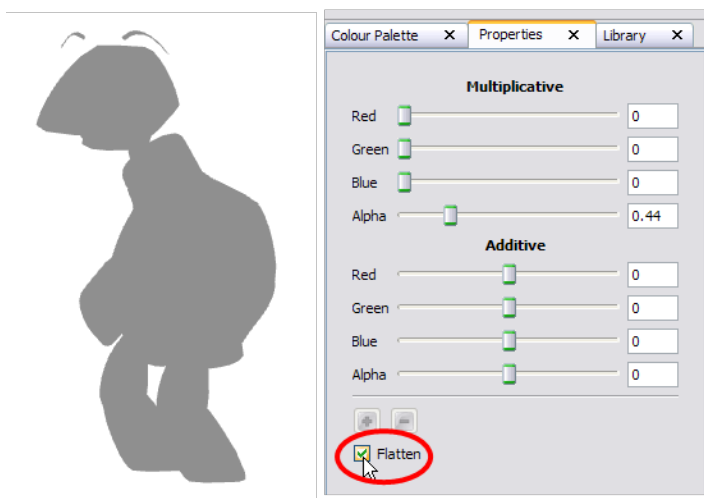 Colour Palette X Properties X Library X
Multiplicative
Red 0
Green 0
Blue 0
Alpha 0.44
Additive
Red 0
Green 0
Blue 0
Alpha 0
Flatten